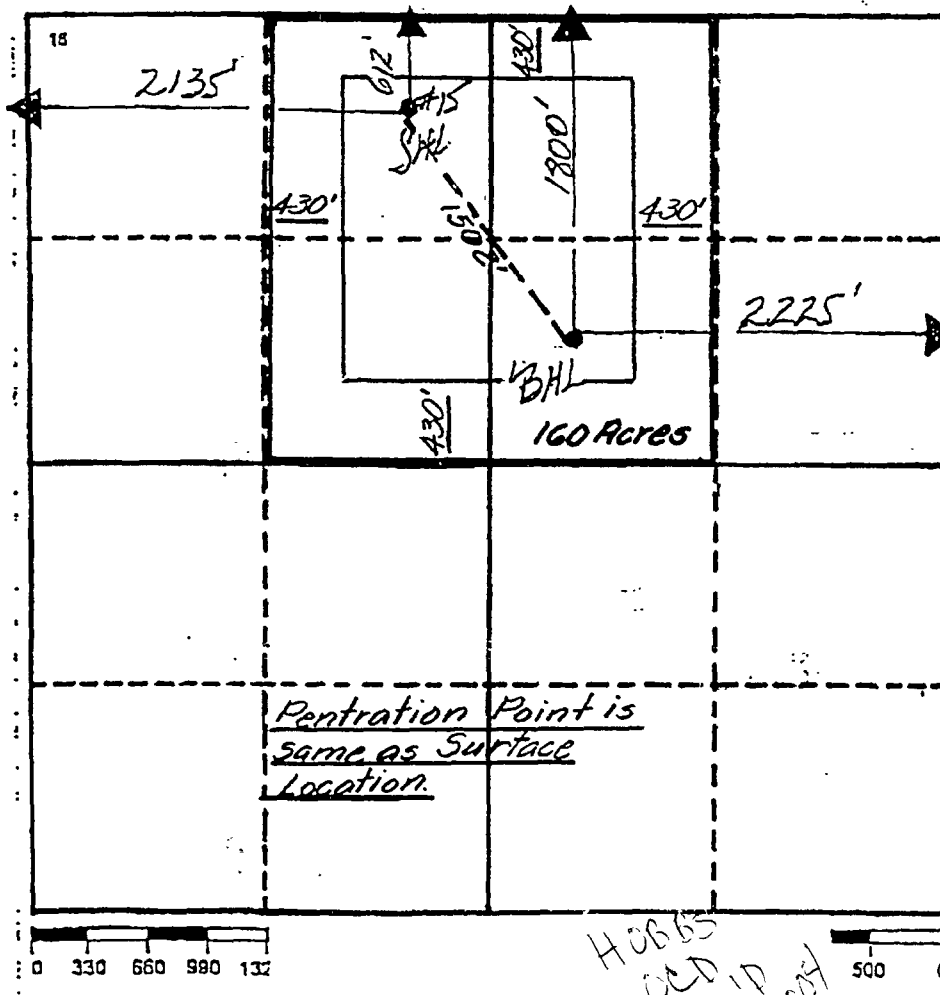 16
2135'
612'
#15
SHL
430'
1800'
430'
1502'
430'
2225'
BHL
430'
160 Acres
Pentration Point is
same as Surface
Location.
0 330 660 990 132
500
HOBBS
OCD